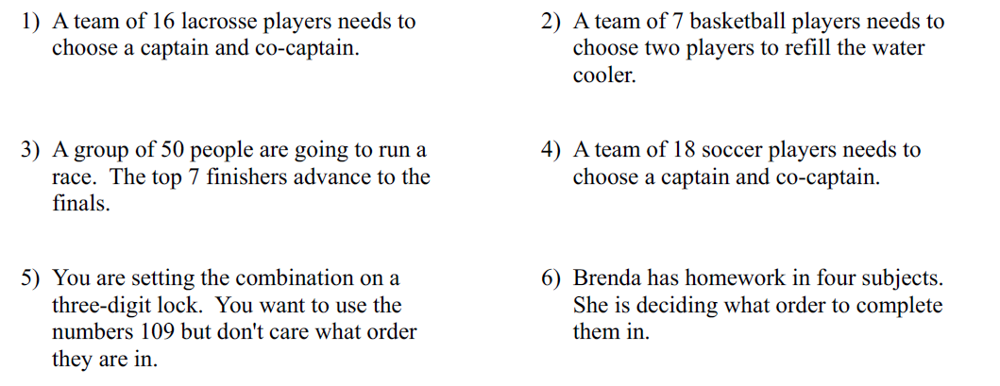 1) A team of 16 lacrosse players needs to
choose a captain and co-captain.
2) A team of 7 basketball players needs to
choose two players to refill the water
cooler.
3) A group of 50 people are going to run a
race. The top 7 finishers advance to the
finals.
4) A team of 18 soccer players needs to
choose a captain and co-captain.
5) You are setting the combination on a
three-digit lock. You want to use the
numbers 109 but don't care what order
they are in.
6) Brenda has homework in four subjects.
She is deciding what order to complete
them in.